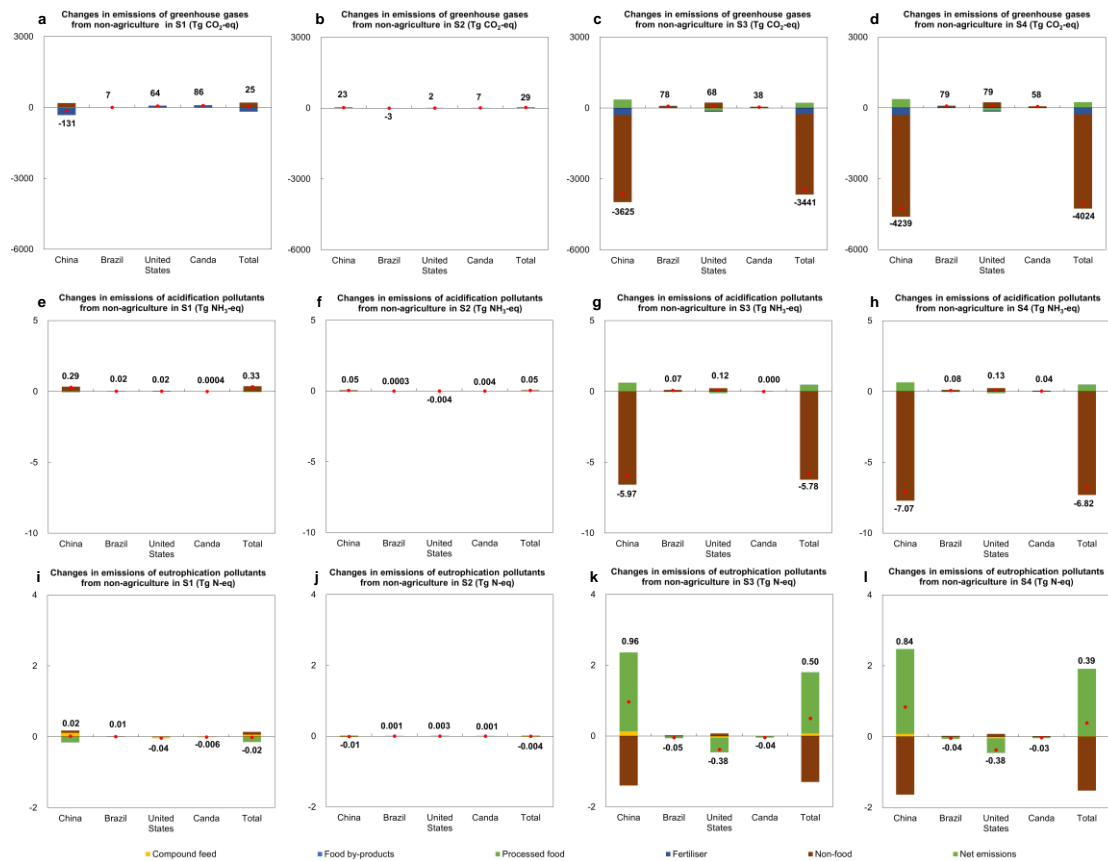 a
Changes in emissions of greenhouse gases
from non-agriculture in S1 (Tg CO₂-eq)
3000
0
-3000
-6000
-131
7
64
86
25
China
Brazil
United
States
Canda
Total
b
Changes in emissions of greenhouse gases
from non-agriculture in S2 (Tg CO₂-eq)
3000
0
-3000
-6000
23
-3
2
7
29
China
Brazil
United
States
Canda
Total
c
Changes in emissions of greenhouse gases
from non-agriculture in S3 (Tg CO₂-eq)
3000
0
-3000
-6000
-3625
78
68
38
-3441
China
Brazil
United
States
Canda
Total
d
Changes in emissions of greenhouse gases
from non-agriculture in S4 (Tg CO₂-eq)
3000
0
-3000
-6000
-4239
79
79
58
-4024
China
Brazil
United
States
Canda
Total
e
Changes in emissions of acidification pollutants
from non-agriculture in S1 (Tg NH₃-eq)
5
0
-5
-10
0.29
0.02
0.02
0.0004
0.33
China
Brazil
United
States
Canda
Total
f
Changes in emissions of acidification pollutants
from non-agriculture in S2 (Tg NH₃-eq)
5
0
-5
-10
0.05
0.0003
-0.004
0.004
0.05
China
Brazil
United
States
Canda
Total
g
Changes in emissions of acidification pollutants
from non-agriculture in S3 (Tg NH₃-eq)
5
0
-5
-10
-5.97
0.07
0.12
0.000
-5.78
China
Brazil
United
States
Canda
Total
h
Changes in emissions of acidification pollutants
from non-agriculture in S4 (Tg NH₃-eq)
5
0
-5
-10
-7.07
0.08
0.13
0.04
-6.82
China
Brazil
United
States
Canda
Total
i
Changes in emissions of eutrophication pollutants
from non-agriculture in S1 (Tg N-eq)
4
2
0
-2
0.02
0.01
-0.04
-0.006
-0.02
China
Brazil
United
States
Canda
Total
j
Changes in emissions of eutrophication pollutants
from non-agriculture in S2 (Tg N-eq)
4
2
0
-2
-0.01
0.001
0.003
0.001
-0.004
China
Brazil
United
States
Canda
Total
k
Changes in emissions of eutrophication pollutants
from non-agriculture in S3 (Tg N-eq)
4
2
0
-2
0.96
-0.05
-0.38
-0.04
0.50
China
Brazil
United
States
Canda
Total
l
Changes in emissions of eutrophication pollutants
from non-agriculture in S4 (Tg N-eq)
4
2
0
-2
0.84
-0.04
-0.38
-0.03
0.39
China
Brazil
United
States
Canda
Total
Compound feed
Food by-products
Processed food
Fertiliser
Non-food
Net emissions